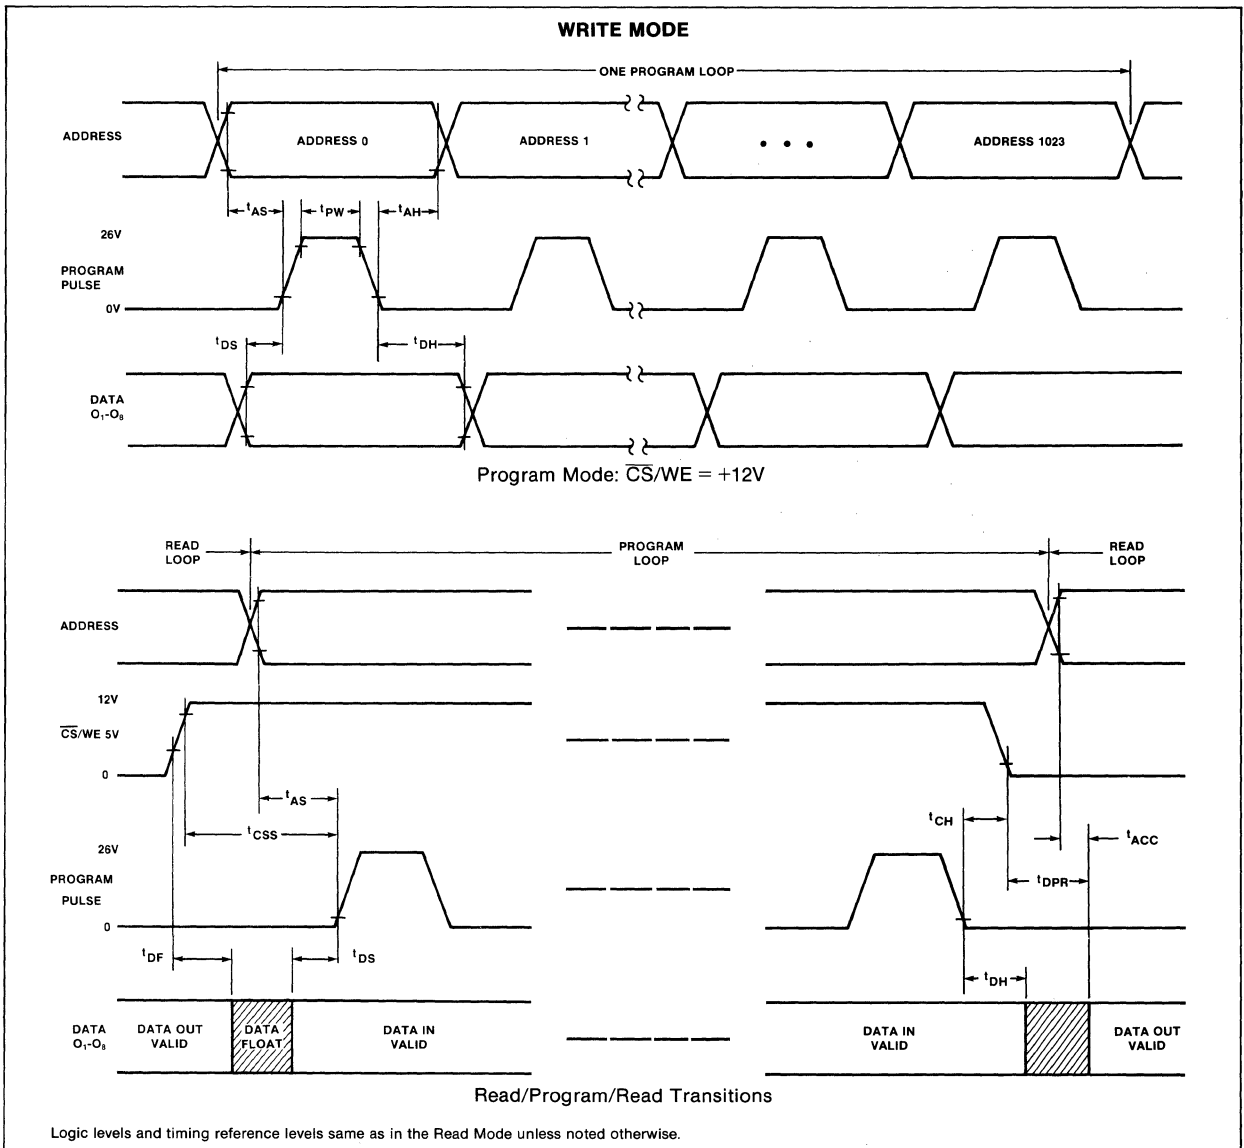 WRITE MODE
ONE PROGRAM LOOP
ADDRESS
ADDRESS 0
ADDRESS 1
• • •
ADDRESS 1023
tAS
tPW
tAH
26V
PROGRAM
PULSE
0V
tDS
tDH
DATA
O₁-O₈
Program Mode: C̅S̅/WE = +12V
READ
LOOP
PROGRAM
LOOP
READ
LOOP
ADDRESS
12V
C̅S̅/WE 5V
0
tAS
tCSS
tCH
tACC
26V
tDPR
PROGRAM
PULSE
0
tDF
tDS
tDH
DATA
O₁-O₈
DATA OUT
VALID
DATA
FLOAT
DATA IN
VALID
DATA IN
VALID
DATA OUT
VALID
Read/Program/Read Transitions
Logic levels and timing reference levels same as in the Read Mode unless noted otherwise.